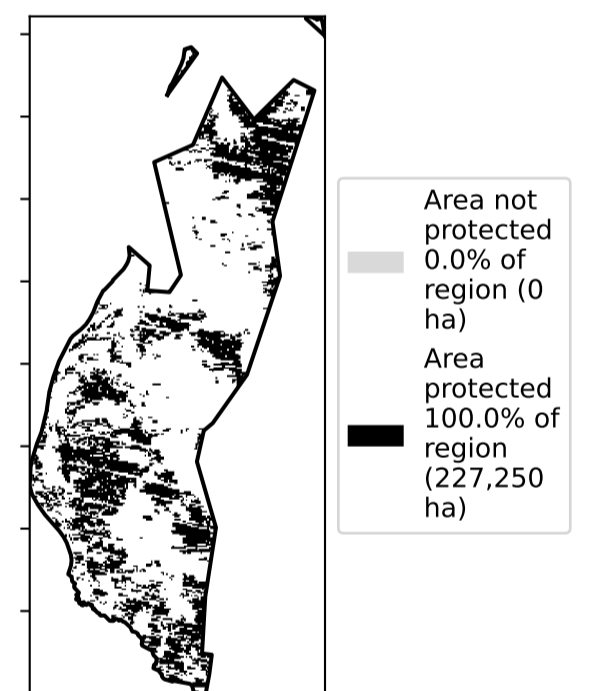 Area not
protected
0.0% of
region (0
ha)
Area
protected
100.0% of
region
(227,250
ha)